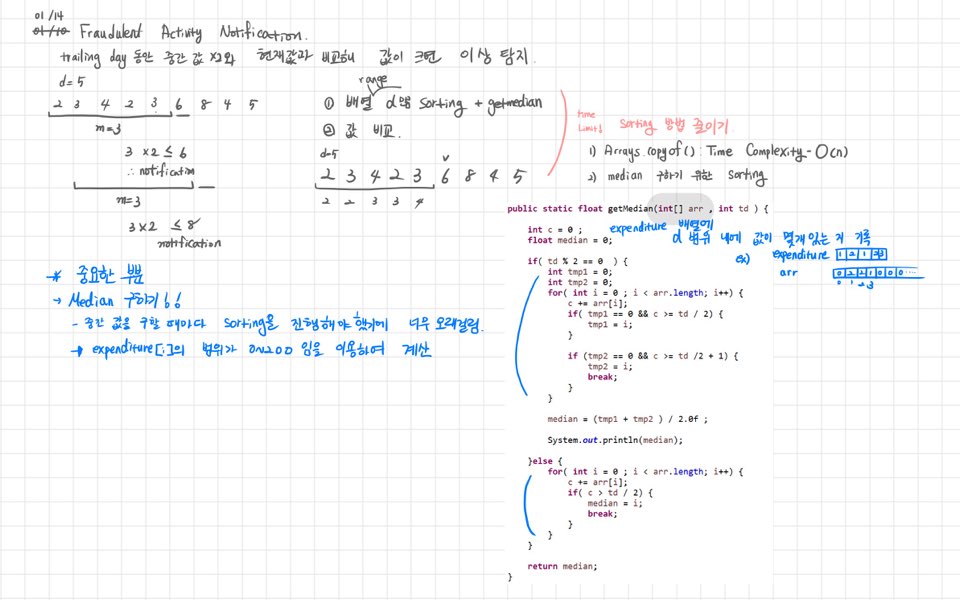 01/14
01/10 Fraudulent Activity Notification.
trailing day 동안 중간 값 x2와 현재값과 비교해 값이 크면 이상 탐지.
d=5
2 3 4 2 3 6 8 4 5
m=3
3 x2 ≤ 6
∴ notification
m=3
3x2 ≤ 8
notification
range
① 배열 d만큼 sorting + getmedian
② 값 비교.
d=5
v
2 3 4 2 3 6 8 4 5
2 2 3 3 4
time
limits
sorting 방법 줄이기.
1) Arrays.copyof() : Time Complexity - O(n)
2) median 구하기 위한 Sorting
* 중요한 부분
→ Median 구하기!!
- 중간 값을 구할 때마다 sorting을 진행해야 했기에 너무 오래걸림.
→ expenditure[i]의 범위가 0~200 임을 이용하여 계산
public static float getMedian(int[] arr , int td ) {
expenditure 배열에
d 범위 내에 값이 몇개 있는 지 기록
ex) expenditure 1 2 1 2 3
arr 0 2 2 1 0 0 0 ...
0 1 2 3
int c = 0 ;
float median = 0;
if( td % 2 == 0 ) {
int tmp1 = 0;
int tmp2 = 0;
for( int i = 0 ; i < arr.length; i++) {
c += arr[i];
if( tmp1 == 0 && c >= td / 2) {
tmp1 = i;
}
if (tmp2 == 0 && c >= td /2 + 1) {
tmp2 = i;
break;
}
}
median = (tmp1 + tmp2 ) / 2.0f ;
System.out.println(median);
}else {
for( int i = 0 ; i < arr.length; i++) {
c += arr[i];
if( c > td / 2) {
median = i;
break;
}
}
}
return median;
}